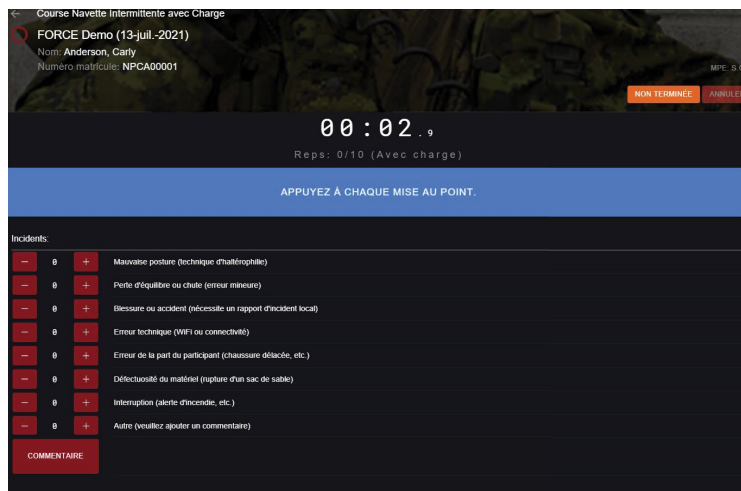 Course Navette Intermittente avec Charge
FORCE Demo (13-juil.-2021)
Nom: Anderson, Carly
Numéro matricule: NPCA00001
MPE: S.
NON TERMINÉE
ANNULER
00:02.9
Reps: 0/10 (Avec charge)
APPUYEZ À CHAQUE MISE AU POINT.
Incidents:
− 0 + Mauvaise posture (technique d'haltérophilie)
− 0 + Perte d'équilibre ou chute (erreur mineure)
− 0 + Blessure ou accident (nécessite un rapport d'incident local)
− 0 + Erreur technique (WiFi ou connectivité)
− 0 + Erreur de la part du participant (chaussure délacée, etc.)
− 0 + Défectuosité du matériel (rupture d'un sac de sable)
− 0 + Interruption (alerte d'incendie, etc.)
− 0 + Autre (veuillez ajouter un commentaire)
COMMENTAIRE